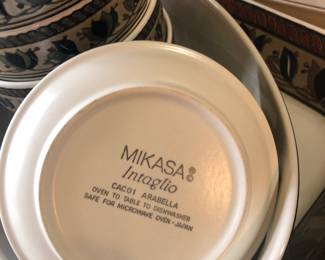 MIKASA®
Intaglio
CAC01 ARABELLA
OVEN TO TABLE TO DISHWASHER
SAFE FOR MICROWAVE OVEN-JAPAN